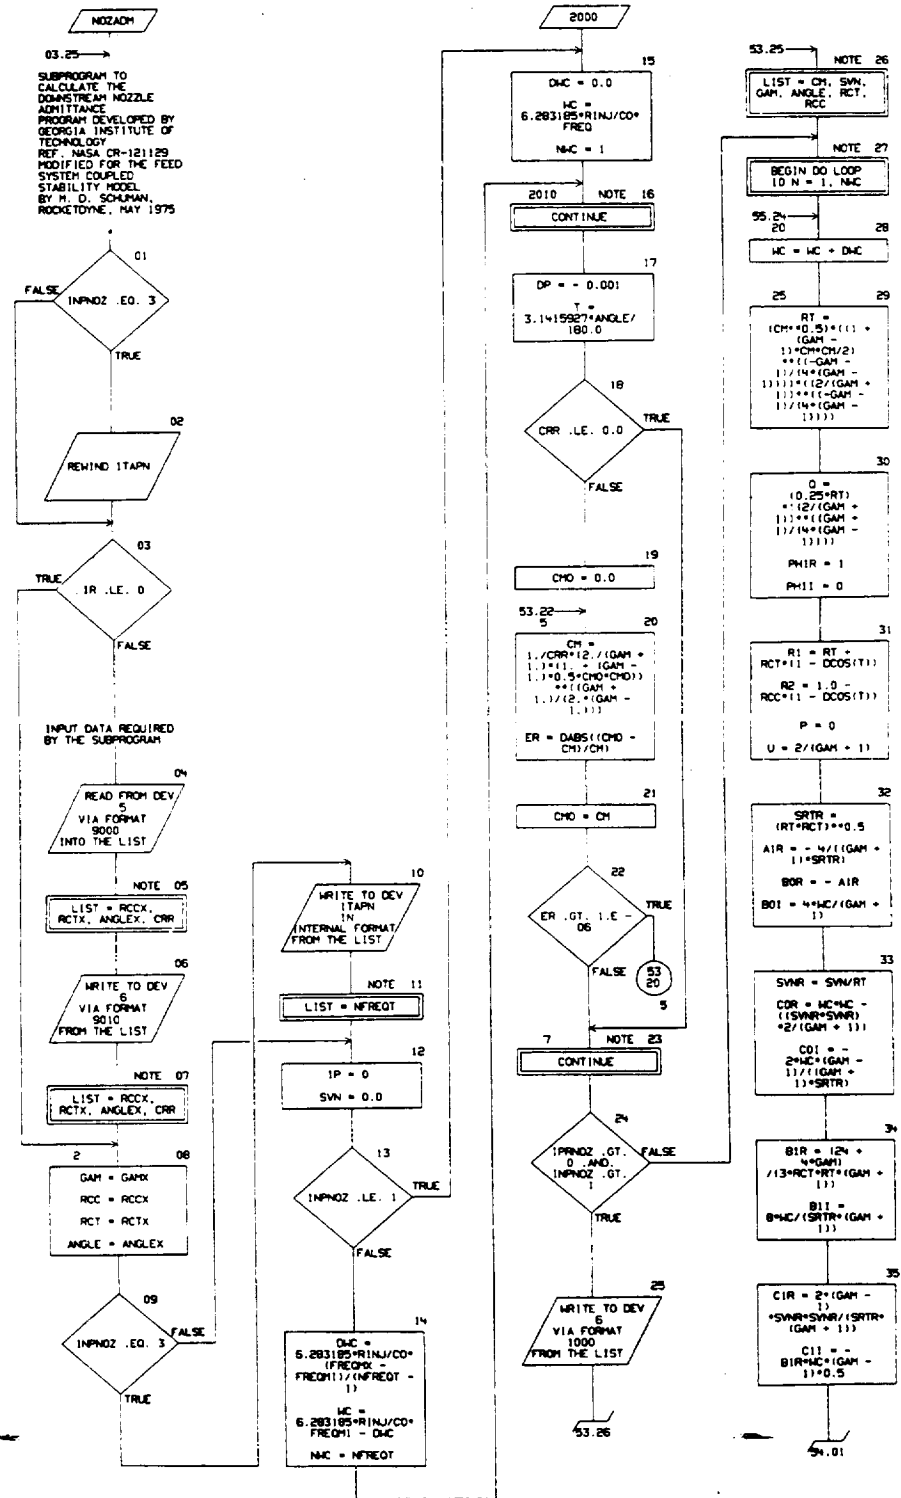 NOZADM
03.25
SUBPROGRAM TO
CALCULATE THE
DOWNSTREAM NOZZLE
ADMITTANCE
PROGRAM DEVELOPED BY
GEORGIA INSTITUTE OF
TECHNOLOGY
REF. NASA CR-121129
MODIFIED FOR THE FEED
SYSTEM COUPLED
STABILITY MODEL
BY M. D. SCHUMAN,
ROCKETDYNE, MAY 1975
01
INPNOZ .EQ. 3
FALSE
TRUE
02
REWIND ITAPN
03
IR .LE. 0
TRUE
FALSE
INPUT DATA REQUIRED
BY THE SUBPROGRAM
04
READ FROM DEV
5
VIA FORMAT
9000
INTO THE LIST
NOTE 05
LIST = RCCX,
RCTX, ANGLEX, CRR
06
WRITE TO DEV
6
VIA FORMAT
9010
FROM THE LIST
NOTE 07
LIST = RCCX,
RCTX, ANGLEX, CRR
2 08
GAM = GAMX
RCC = RCCX
RCT = RCTX
ANGLE = ANGLEX
09
INPNOZ .EQ. 3
FALSE
TRUE
10
WRITE TO DEV
ITAPN
IN
INTERNAL FORMAT
FROM THE LIST
NOTE 11
LIST = NFREQT
12
IP = 0
SVN = 0.0
13
INPNOZ .LE. 1
TRUE
FALSE
14
DWC =
6.283185*RINJ/CO*
(FREQMX -
FREQMI)/(NFREQT -
1)
WC =
6.283185*RINJ/CO*
FREQMI - DWC
NWC = NFREQT
2000
15
DWC = 0.0
WC =
6.283185*RINJ/CO*
FREQ
NWC = 1
2010 NOTE 16
CONTINUE
17
DP = - 0.001
T =
3.1415927*ANGLE/
180.0
18
CRR .LE. 0.0
TRUE
FALSE
19
CMO = 0.0
53.22
5 20
CM =
1./CRR*(2./(GAM +
1.)*(1. + (GAM -
1.)*0.5*CMO*CMO))
**((GAM +
1.)/(2.*(GAM -
1.)))
ER = DABS((CMO -
CM)/CM)
21
CMO = CM
22
ER .GT. 1.E -
06
TRUE
FALSE
53
20
5
7 NOTE 23
CONTINUE
24
IPRNOZ .GT.
0 .AND.
INPNOZ .GT.
1
FALSE
TRUE
25
WRITE TO DEV
6
VIA FORMAT
1000
FROM THE LIST
53.26
53.25
NOTE 26
LIST = CM, SVN,
GAM, ANGLE, RCT,
RCC
NOTE 27
BEGIN DO LOOP
10 N = 1, NWC
55.24
20 28
WC = WC + DWC
25 29
RT =
(CM**0.5)*((1 +
(GAM -
1)*CM*CM/2)
**((-GAM -
1)/(4*(GAM -
1))))*((2/(GAM +
1))**((-GAM -
1)/(4*(GAM -
1))))
30
Q =
(0.25*RT)
*((2/(GAM +
1))**((GAM +
1)/(4*(GAM -
1))))
PHIR = 1
PHII = 0
31
R1 = RT +
RCT*(1 - DCOS(T))
R2 = 1.0 -
RCC*(1 - DCOS(T))
P = 0
U = 2/(GAM + 1)
32
SRTR =
(RT*RCT)**0.5
A1R = - 4/((GAM +
1)*SRTR)
B0R = - A1R
B0I = 4*WC/(GAM +
1)
33
SVNR = SVN/RT
C0R = WC*WC -
((SVNR*SVNR)
*2/(GAM + 1))
C0I = -
2*WC*(GAM -
1)/((GAM +
1)*SRTR)
34
B1R = (24 +
4*GAM)
/(3*RCT*RT*(GAM +
1))
B1I =
8*WC/(SRTR*(GAM +
1))
35
C1R = 2*(GAM -
1)
*SVNR*SVNR/(SRTR*
(GAM + 1))
C1I = -
B1R*WC*(GAM -
1)*0.5
54.01